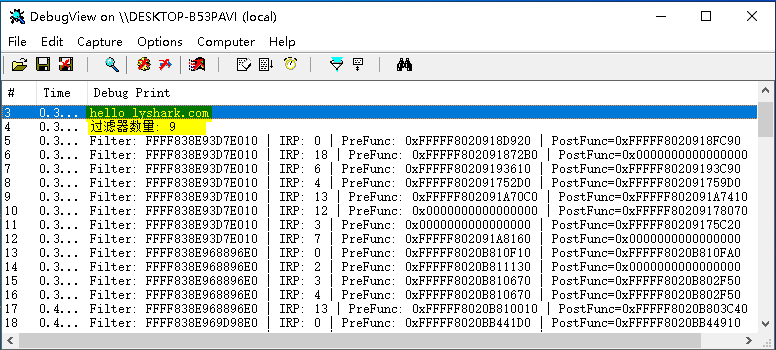 DebugView on \\DESKTOP-B53PAVI (local)
File Edit Capture Options Computer Help
# Time Debug Print
3 0.3... hello lyshark.com
4 0.3... 过滤器数量: 9
5 0.3... Filter: FFFF838E93D7E010 | IRP: 0 | PreFunc: 0xFFFFF8020918D920 | PostFunc=0xFFFFF8020918FC90
6 0.3... Filter: FFFF838E93D7E010 | IRP: 18 | PreFunc: 0xFFFFF802091872B0 | PostFunc=0x0000000000000000
7 0.3... Filter: FFFF838E93D7E010 | IRP: 6 | PreFunc: 0xFFFFF80209193610 | PostFunc=0xFFFFF80209193C90
8 0.3... Filter: FFFF838E93D7E010 | IRP: 4 | PreFunc: 0xFFFFF802091752D0 | PostFunc=0xFFFFF802091759D0
9 0.3... Filter: FFFF838E93D7E010 | IRP: 13 | PreFunc: 0xFFFFF802091A70C0 | PostFunc=0xFFFFF802091A7410
10 0.3... Filter: FFFF838E93D7E010 | IRP: 12 | PreFunc: 0x0000000000000000 | PostFunc=0xFFFFF80209178070
11 0.3... Filter: FFFF838E93D7E010 | IRP: 3 | PreFunc: 0x0000000000000000 | PostFunc=0xFFFFF80209175C20
12 0.3... Filter: FFFF838E93D7E010 | IRP: 7 | PreFunc: 0xFFFFF802091A8160 | PostFunc=0x0000000000000000
13 0.3... Filter: FFFF838E968896E0 | IRP: 0 | PreFunc: 0xFFFFF8020B810F10 | PostFunc=0xFFFFF8020B810FA0
14 0.3... Filter: FFFF838E968896E0 | IRP: 2 | PreFunc: 0xFFFFF8020B811130 | PostFunc=0x0000000000000000
15 0.3... Filter: FFFF838E968896E0 | IRP: 3 | PreFunc: 0xFFFFF8020B810670 | PostFunc=0xFFFFF8020B802F50
16 0.3... Filter: FFFF838E968896E0 | IRP: 4 | PreFunc: 0xFFFFF8020B810670 | PostFunc=0xFFFFF8020B802F50
17 0.4... Filter: FFFF838E968896E0 | IRP: 13 | PreFunc: 0xFFFFF8020B810010 | PostFunc=0xFFFFF8020B803C40
18 0.4... Filter: FFFF838E969D98E0 | IRP: 0 | PreFunc: 0xFFFFF8020BB441D0 | PostFunc=0xFFFFF8020BB44910